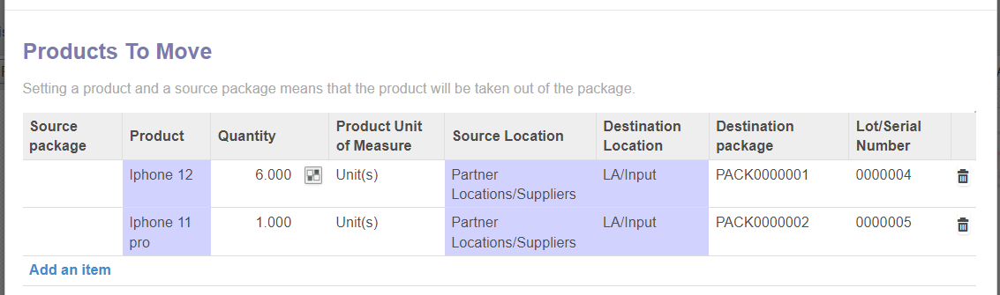 Products To Move
Setting a product and a source package means that the product will be taken out of the package.
Source package Product Quantity Product Unit of Measure Source Location Destination Location Destination package Lot/Serial Number
Iphone 12 6.000 Unit(s) Partner Locations/Suppliers LA/Input PACK0000001 0000004
Iphone 11 pro 1.000 Unit(s) Partner Locations/Suppliers LA/Input PACK0000002 0000005
Add an item